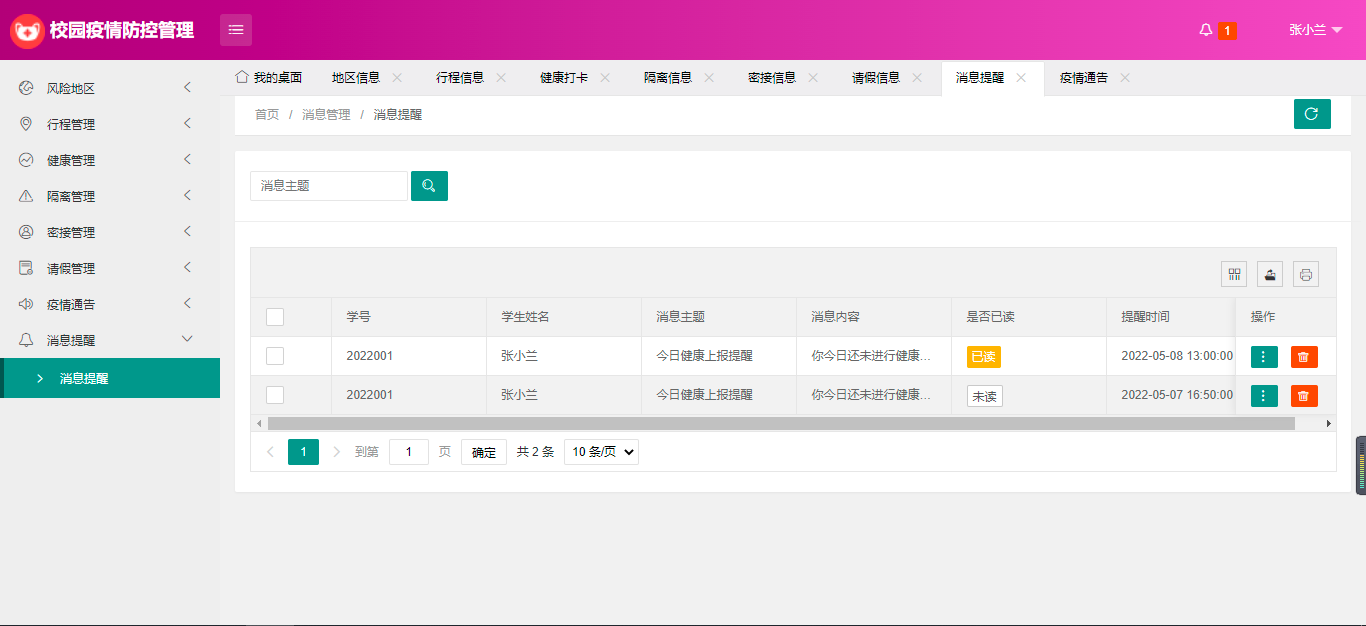 校园疫情防控管理
1
张小兰
风险地区
行程管理
健康管理
隔离管理
密接管理
请假管理
疫情通告
消息提醒
消息提醒
我的桌面 地区信息 行程信息 健康打卡 隔离信息 密接信息 请假信息 消息提醒 疫情通告
首页 / 消息管理 / 消息提醒
消息主题
学号 学生姓名 消息主题 消息内容 是否已读 提醒时间 操作
2022001 张小兰 今日健康上报提醒 你今日还未进行健康... 已读 2022-05-08 13:00:00
2022001 张小兰 今日健康上报提醒 你今日还未进行健康... 未读 2022-05-07 16:50:00
1 到第 1 页 确定 共 2 条 10 条/页